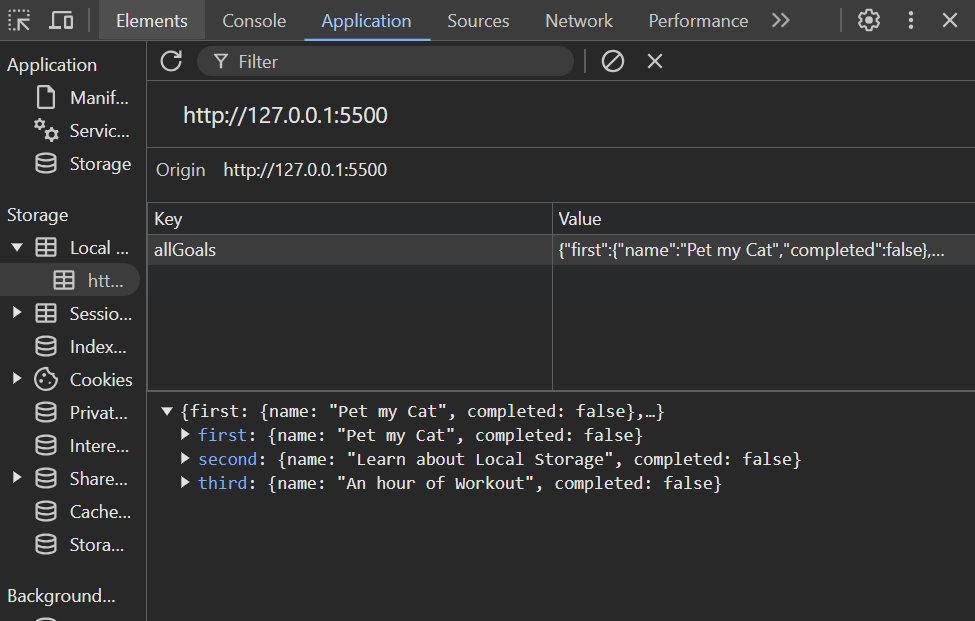 Elements Console Application Sources Network Performance
Application
Manif...
Servic...
Storage
Storage
Local ...
htt...
Sessio...
Index...
Cookies
Privat...
Intere...
Share...
Cache...
Stora...
Background...
Filter
http://127.0.0.1:5500
Origin http://127.0.0.1:5500
Key Value
allGoals {"first":{"name":"Pet my Cat","completed":false},...
{first: {name: "Pet my Cat", completed: false},…}
first: {name: "Pet my Cat", completed: false}
second: {name: "Learn about Local Storage", completed: false}
third: {name: "An hour of Workout", completed: false}